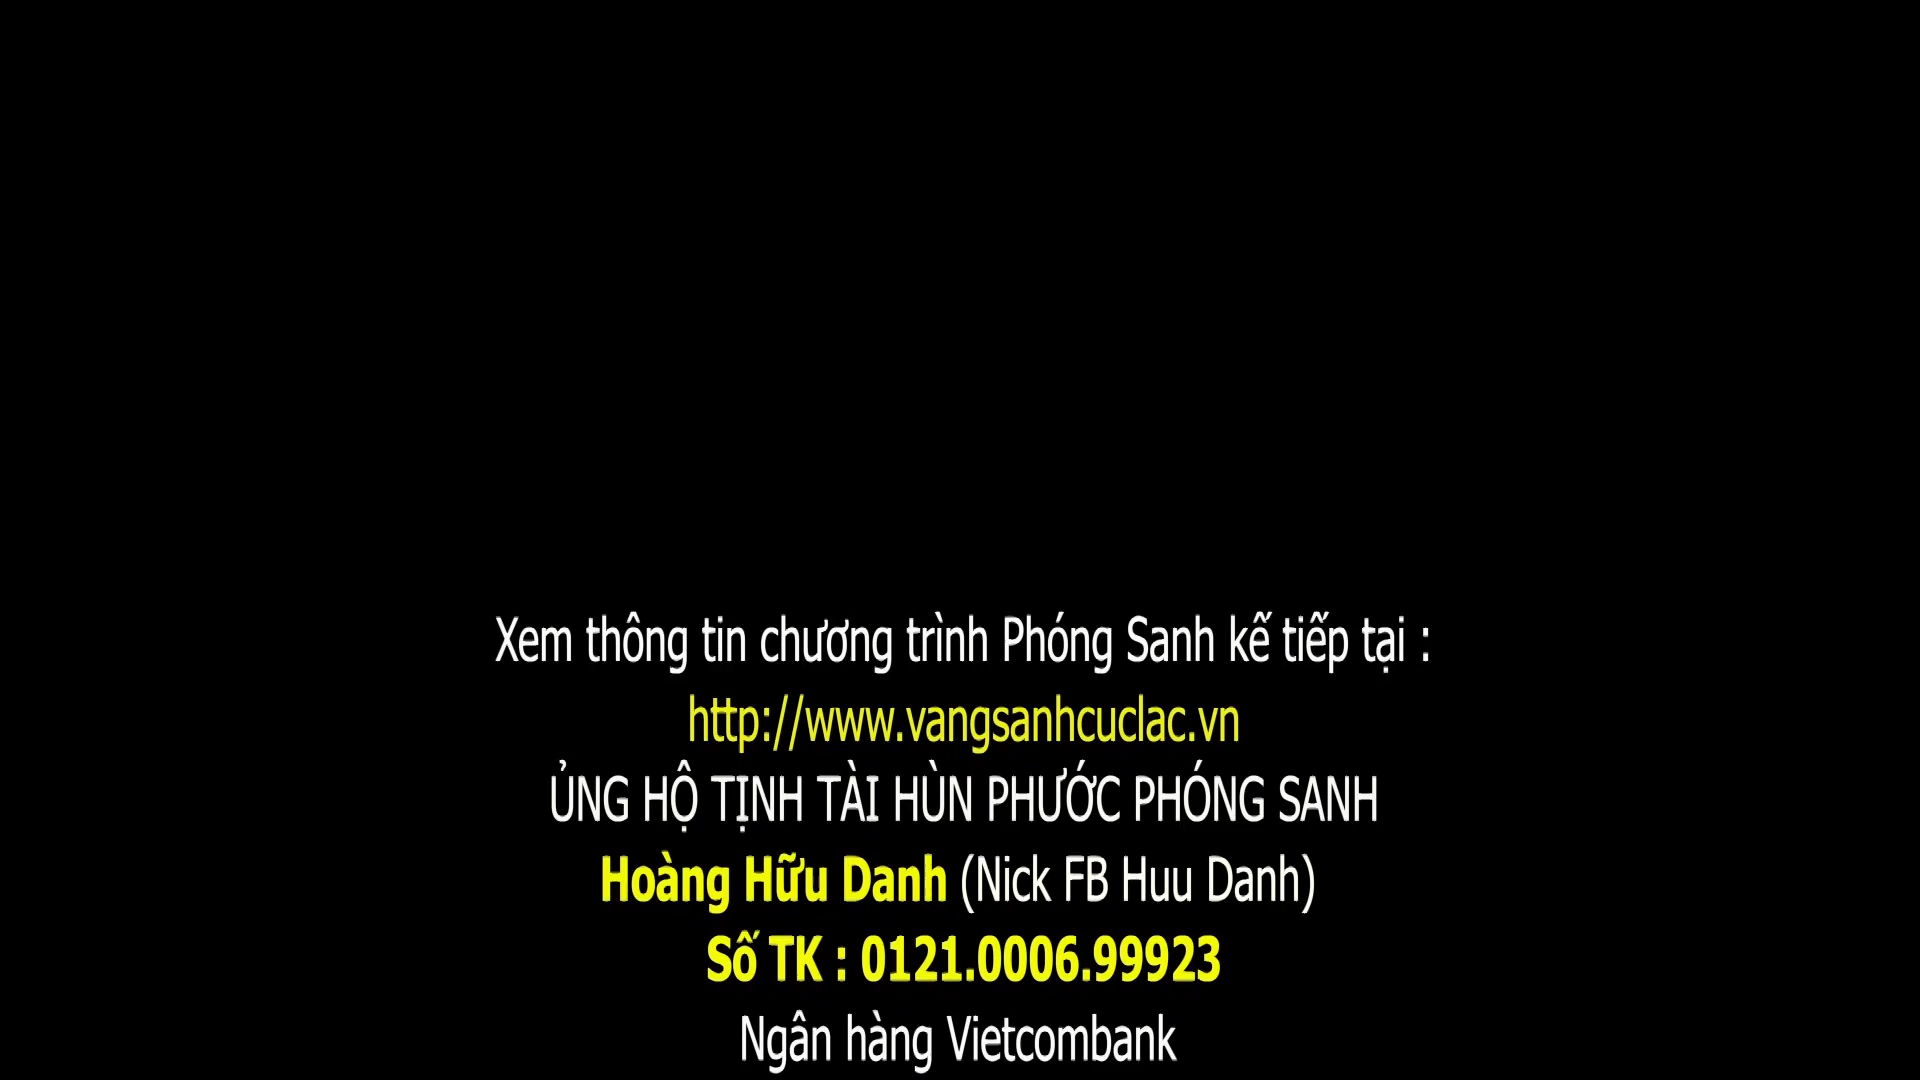 Xem thông tin chương trình Phóng Sanh kế tiếp tại :
http://www.vangsanhcuclac.vn
ỦNG HỘ TỊNH TÀI HÙN PHƯỚC PHÓNG SANH
Hoàng Hữu Danh (Nick FB Huu Danh)
Số TK : 0121.0006.99923
Ngân hàng Vietcombank